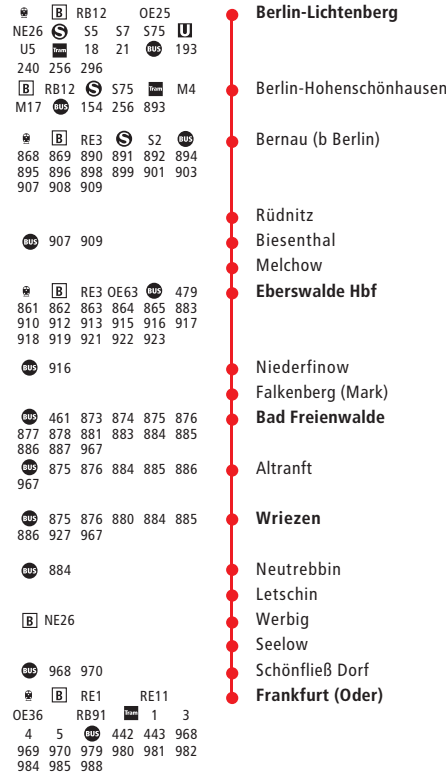 B RB12 OE25 Berlin-Lichtenberg
NE26 S S5 S7 S75 U
U5 Tram 18 21 BUS 193
240 256 296
B RB12 S S75 Tram M4 Berlin-Hohenschönhausen
M17 BUS 154 256 893
B RE3 S S2 BUS Bernau (b Berlin)
868 869 890 891 892 894
895 896 898 899 901 903
907 908 909
Rüdnitz
BUS 907 909 Biesenthal
Melchow
B RE3 OE63 BUS 479 Eberswalde Hbf
861 862 863 864 865 883
910 912 913 915 916 917
918 919 921 922 923
BUS 916 Niederfinow
Falkenberg (Mark)
BUS 461 873 874 875 876 Bad Freienwalde
877 878 881 883 884 885
886 887 967
BUS 875 876 884 885 886 Altranft
967
BUS 875 876 880 884 885 Wriezen
886 927 967
BUS 884 Neutrebbin
Letschin
B NE26 Werbig
Seelow
BUS 968 970 Schönfließ Dorf
B RE1 RE11 Frankfurt (Oder)
OE36 RB91 Tram 1 3
4 5 BUS 442 443 968
969 970 979 980 981 982
984 985 988